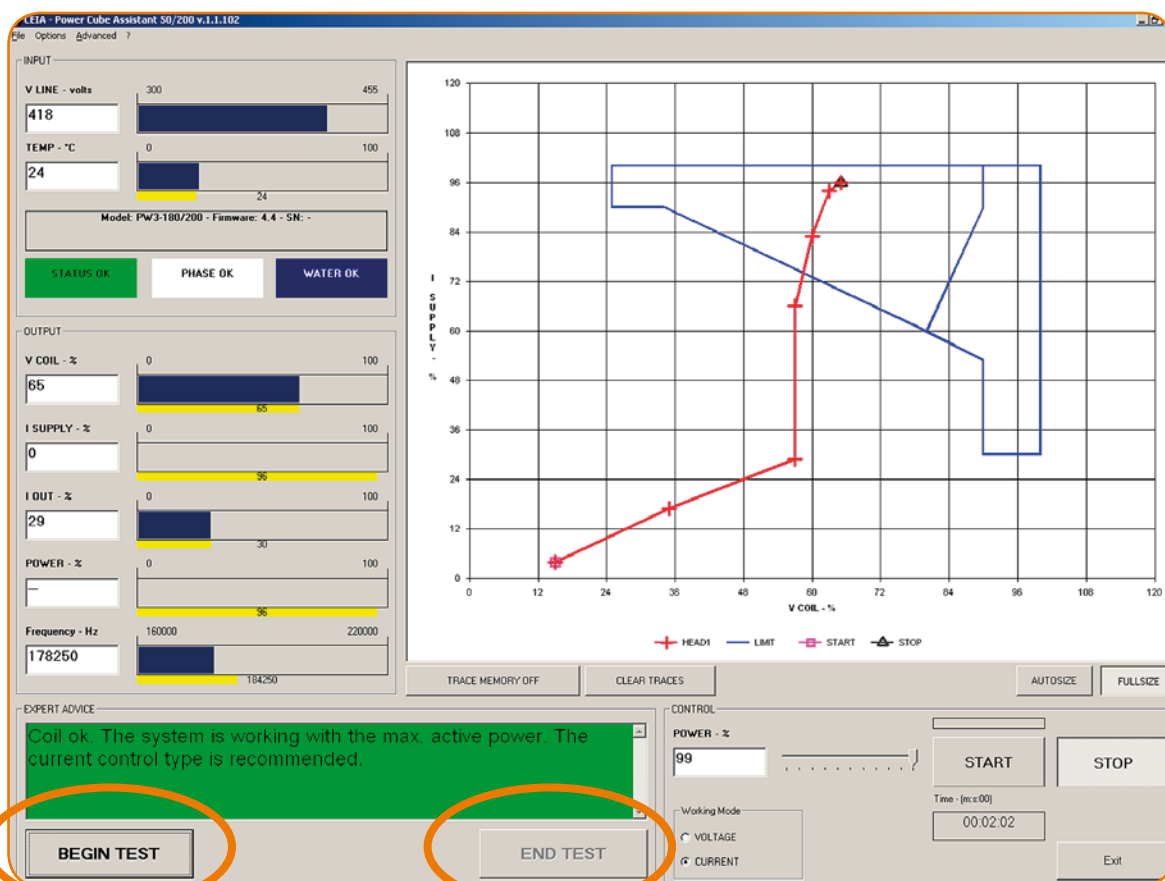 CEIA - Power Cube Assistant 50/200 v.1.1.102
File Options Advanced ?
INPUT
V LINE - volts
300 455
418
TEMP - °C
0 100
24
24
Model: PW3-180/200 - Firmware: 4.4 - SN: -
STATUS OK PHASE OK WATER OK
OUTPUT
V COIL - %
0 100
65
65
I SUPPLY - %
0 100
0
96
I OUT - %
0 100
29
30
POWER - %
0 100
—
96
Frequency - Hz
160000 220000
178250
184250
120
108
96
84
72
60
48
36
24
12
0
I SUPPLY - %
0 12 24 36 48 60 72 84 96 108 120
V COIL - %
HEAD1 LIMIT START STOP
TRACE MEMORY OFF CLEAR TRACES AUTOSIZE FULLSIZE
EXPERT ADVICE
Coil ok. The system is working with the max. active power. The
current control type is recommended.
BEGIN TEST END TEST
CONTROL
POWER - %
99
START STOP
Time - (m:s:00)
00:02:02
Working Mode
VOLTAGE
CURRENT
Exit